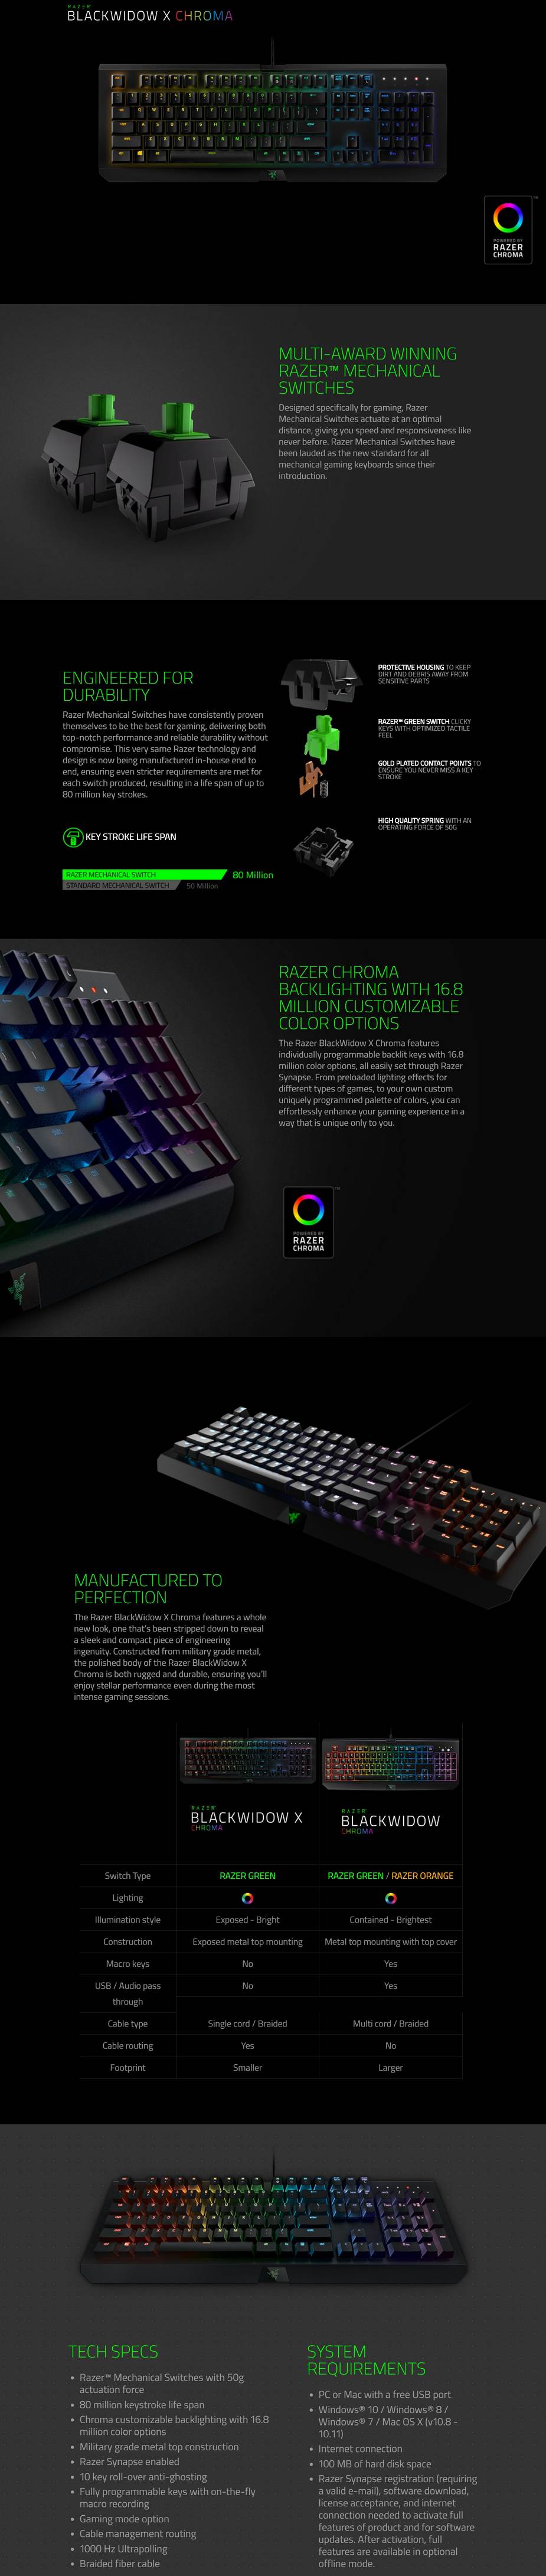 RAZER
BLACKWIDOW X CHROMA
POWERED BY
RAZER
CHROMA
™
MULTI-AWARD WINNING
RAZER™ MECHANICAL
SWITCHES
Designed specifically for gaming, Razer
Mechanical Switches actuate at an optimal
distance, giving you speed and responsiveness like
never before. Razer Mechanical Switches have
been lauded as the new standard for all
mechanical gaming keyboards since their
introduction.
ENGINEERED FOR
DURABILITY
Razer Mechanical Switches have consistently proven
themselves to be the best for gaming, delivering both
top-notch performance and reliable durability without
compromise. This very same Razer technology and
design is now being manufactured in-house end to
end, ensuring even stricter requirements are met for
each switch produced, resulting in a life span of up to
80 million key strokes.
KEY STROKE LIFE SPAN
RAZER MECHANICAL SWITCH 80 Million
STANDARD MECHANICAL SWITCH 50 Million
PROTECTIVE HOUSING TO KEEP
DIRT AND DEBRIS AWAY FROM
SENSITIVE PARTS
RAZER™ GREEN SWITCH CLICKY
KEYS WITH OPTIMIZED TACTILE
FEEL
GOLD PLATED CONTACT POINTS TO
ENSURE YOU NEVER MISS A KEY
STROKE
HIGH QUALITY SPRING WITH AN
OPERATING FORCE OF 50G
RAZER CHROMA
BACKLIGHTING WITH 16.8
MILLION CUSTOMIZABLE
COLOR OPTIONS
The Razer BlackWidow X Chroma features
individually programmable backlit keys with 16.8
million color options, all easily set through Razer
Synapse. From preloaded lighting effects for
different types of games, to your own custom
uniquely programmed palette of colors, you can
effortlessly enhance your gaming experience in a
way that is unique only to you.
POWERED BY
RAZER
CHROMA
™
MANUFACTURED TO
PERFECTION
The Razer BlackWidow X Chroma features a whole
new look, one that's been stripped down to reveal
a sleek and compact piece of engineering
ingenuity. Constructed from military grade metal,
the polished body of the Razer BlackWidow X
Chroma is both rugged and durable, ensuring you'll
enjoy stellar performance even during the most
intense gaming sessions.
RAZER
BLACKWIDOW X
CHROMA
RAZER
BLACKWIDOW
CHROMA
Switch Type RAZER GREEN RAZER GREEN / RAZER ORANGE
Lighting
Illumination style Exposed - Bright Contained - Brightest
Construction Exposed metal top mounting Metal top mounting with top cover
Macro keys No Yes
USB / Audio pass through No Yes
Cable type Single cord / Braided Multi cord / Braided
Cable routing Yes No
Footprint Smaller Larger
TECH SPECS
• Razer™ Mechanical Switches with 50g
actuation force
• 80 million keystroke life span
• Chroma customizable backlighting with 16.8
million color options
• Military grade metal top construction
• Razer Synapse enabled
• 10 key roll-over anti-ghosting
• Fully programmable keys with on-the-fly
macro recording
• Gaming mode option
• Cable management routing
• 1000 Hz Ultrapolling
• Braided fiber cable
SYSTEM
REQUIREMENTS
• PC or Mac with a free USB port
• Windows® 10 / Windows® 8 /
Windows® 7 / Mac OS X (v10.8 -
10.11)
• Internet connection
• 100 MB of hard disk space
• Razer Synapse registration (requiring
a valid e-mail), software download,
license acceptance, and internet
connection needed to activate full
features of product and for software
updates. After activation, full
features are available in optional
offline mode.